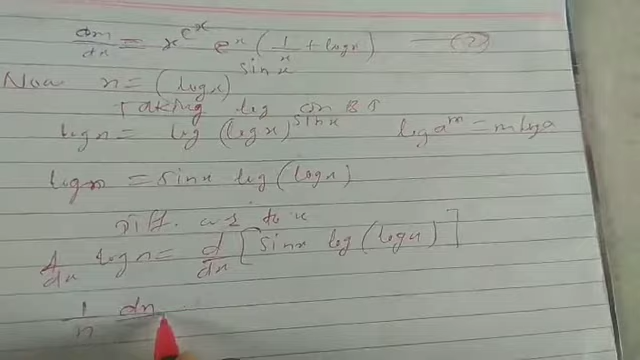 dm/dx = x^e^x e^x (1/x + log x) —— (2)
Now n = (log x)^sin x
Taking log on B S
log n = log (log x)^sin x log a^m = m log a
log n = sin x log (log x)
Diff. w.r to x
d/dx log n = d/dx [sin x log (log x)]
1/n dn